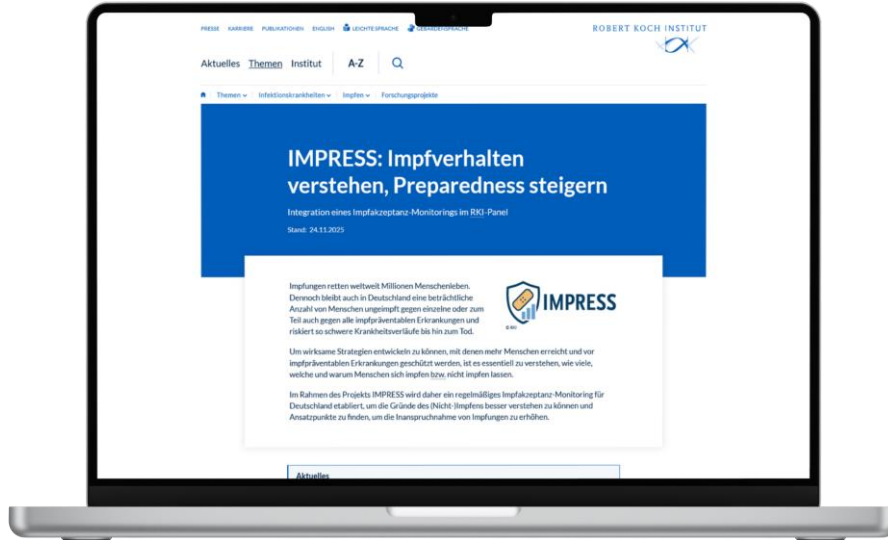 PRESSE KARRIERE PUBLIKATIONEN ENGLISH LEICHTE SPRACHE GEBÄRDENSPRACHE
ROBERT KOCH INSTITUT
Aktuelles Themen Institut A-Z
Themen Infektionskrankheiten Impfen Forschungsprojekte
IMPRESS: Impfverhalten
verstehen, Preparedness steigern
Integration eines Impfakzeptanz-Monitorings im RKI-Panel
Stand: 24.11.2025
Impfungen retten weltweit Millionen Menschenleben.
Dennoch bleibt auch in Deutschland eine beträchtliche
Anzahl von Menschen ungeimpft gegen einzelne oder zum
Teil auch gegen alle impfpräventablen Erkrankungen und
riskiert so schwere Krankheitsverläufe bis hin zum Tod.
IMPRESS
© RKI
Um wirksame Strategien entwickeln zu können, mit denen mehr Menschen erreicht und vor
impfpräventablen Erkrankungen geschützt werden, ist es essentiell zu verstehen, wie viele,
welche und warum Menschen sich impfen bzw. nicht impfen lassen.
Im Rahmen des Projekts IMPRESS wird daher ein regelmäßiges Impfakzeptanz-Monitoring für
Deutschland etabliert, um die Gründe des (Nicht-)Impfens besser verstehen zu können und
Ansatzpunkte zu finden, um die Inanspruchnahme von Impfungen zu erhöhen.
Aktuelles